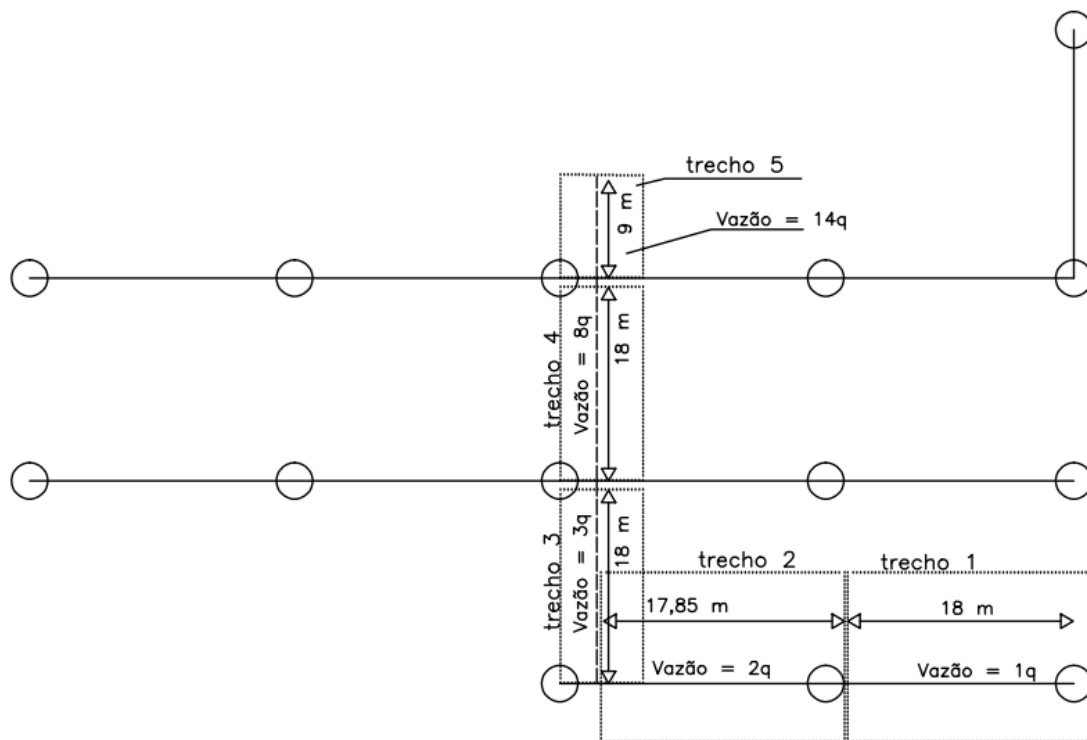 trecho 5
9 m
Vazão = 14q
trecho 4
Vazão = 8q
18 m
trecho 3
Vazão = 3q
18 m
trecho 2
trecho 1
17,85 m
18 m
Vazão = 2q
Vazão = 1q